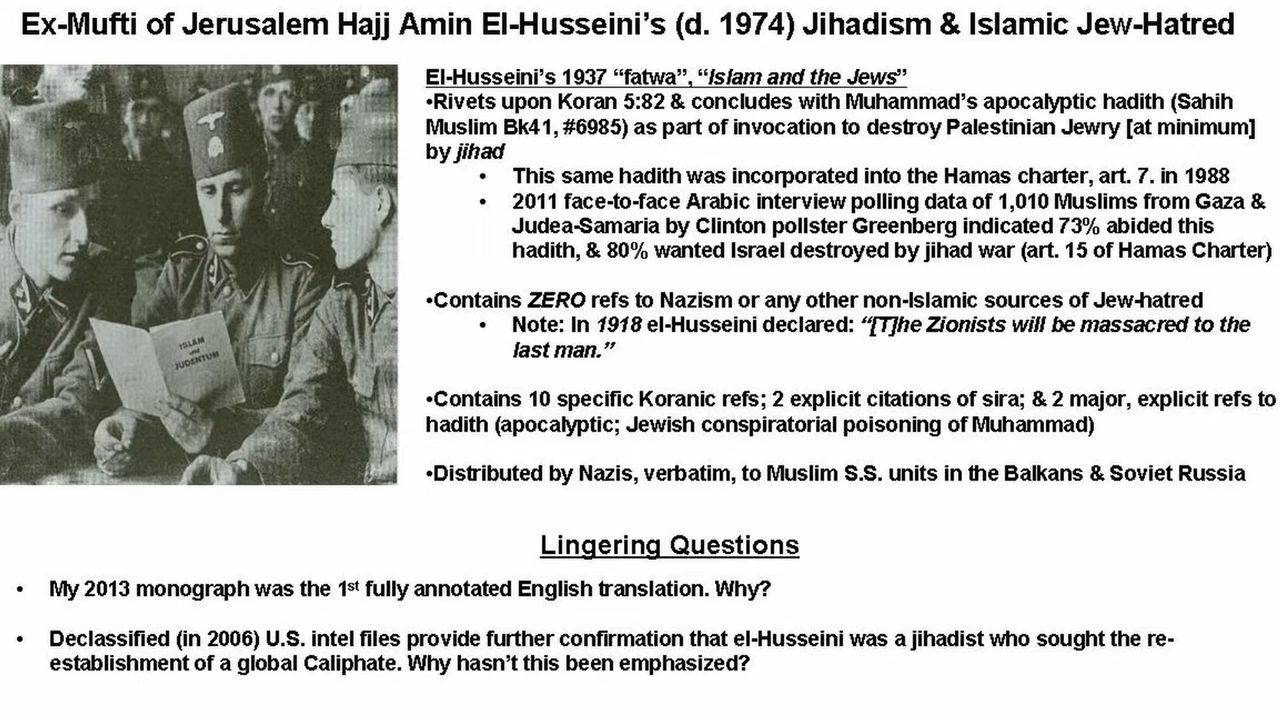 Ex-Mufti of Jerusalem Hajj Amin El-Husseini's (d. 1974) Jihadism & Islamic Jew-Hatred
El-Husseini's 1937 “fatwa”, “Islam and the Jews”
•Rivets upon Koran 5:82 & concludes with Muhammad's apocalyptic hadith (Sahih
Muslim Bk41, #6985) as part of invocation to destroy Palestinian Jewry [at minimum]
by jihad
• This same hadith was incorporated into the Hamas charter, art. 7. in 1988
• 2011 face-to-face Arabic interview polling data of 1,010 Muslims from Gaza &
Judea-Samaria by Clinton pollster Greenberg indicated 73% abided this
hadith, & 80% wanted Israel destroyed by jihad war (art. 15 of Hamas Charter)
•Contains ZERO refs to Nazism or any other non-Islamic sources of Jew-hatred
• Note: In 1918 el-Husseini declared: “[T]he Zionists will be massacred to the
last man.”
•Contains 10 specific Koranic refs; 2 explicit citations of sira; & 2 major, explicit refs to
hadith (apocalyptic; Jewish conspiratorial poisoning of Muhammad)
•Distributed by Nazis, verbatim, to Muslim S.S. units in the Balkans & Soviet Russia
ISLAM
und
JUDENTUM
Lingering Questions
• My 2013 monograph was the 1st fully annotated English translation. Why?
• Declassified (in 2006) U.S. intel files provide further confirmation that el-Husseini was a jihadist who sought the re-
establishment of a global Caliphate. Why hasn't this been emphasized?